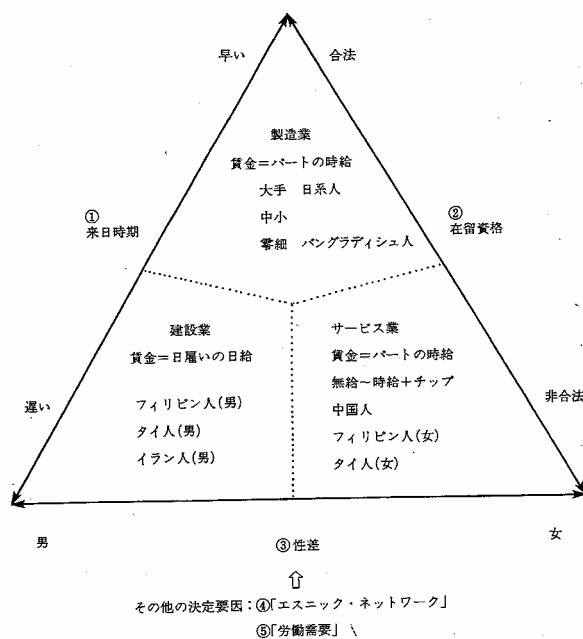 早い
合法
製造業
賃金＝パートの時給
大手 日系人
中小
零細 バングラディシュ人
①
来日時期
②
在留資格
建設業
賃金＝日雇いの日給
フィリピン人(男)
タイ人(男)
イラン人(男)
サービス業
賃金＝パートの時給
無給～時給＋チップ
中国人
フィリピン人(女)
タイ人(女)
遅い
非合法
男
③性差
女
その他の決定要因：④「エスニック・ネットワーク」
⑤「労働需要」